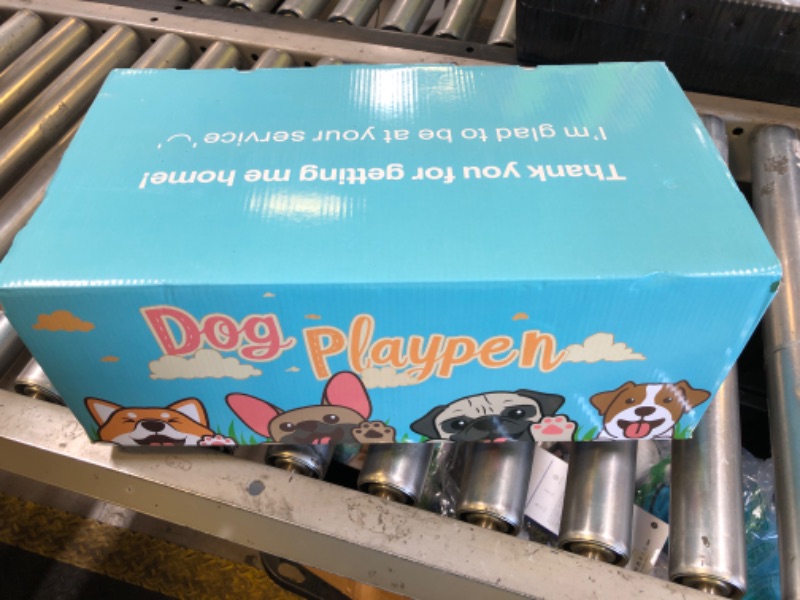 Thank you for getting me home!
I'm glad to be at your service '◡'
Dog Playpen